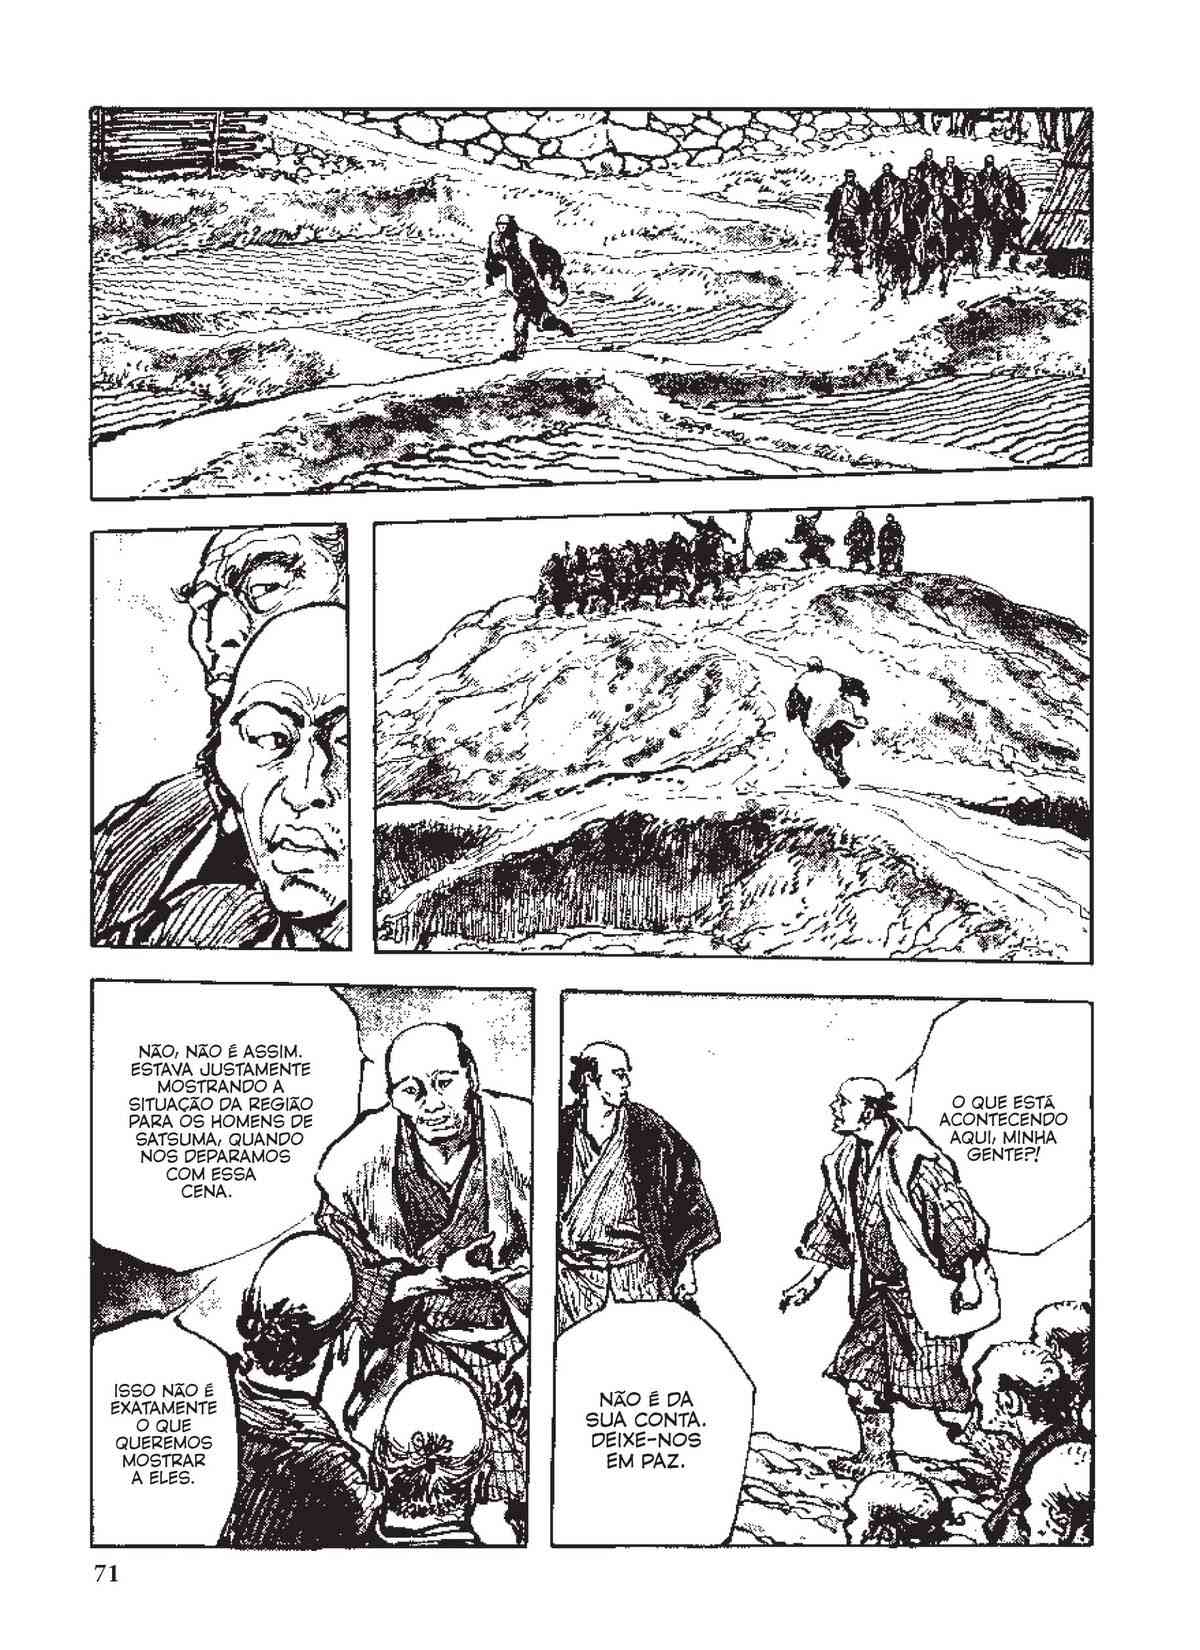 O QUE ESTÁ
ACONTECENDO
AQUI, MINHA
GENTE?!
NÃO É DA
SUA CONTA.
DEIXE-NOS
EM PAZ.
NÃO, NÃO É ASSIM.
ESTAVA JUSTAMENTE
MOSTRANDO A
SITUAÇÃO DA REGIÃO
PARA OS HOMENS DE
SATSUMA, QUANDO
NOS DEPARAMOS
COM ESSA
CENA.
ISSO NÃO É
EXATAMENTE
O QUE
QUEREMOS
MOSTRAR
A ELES.
71